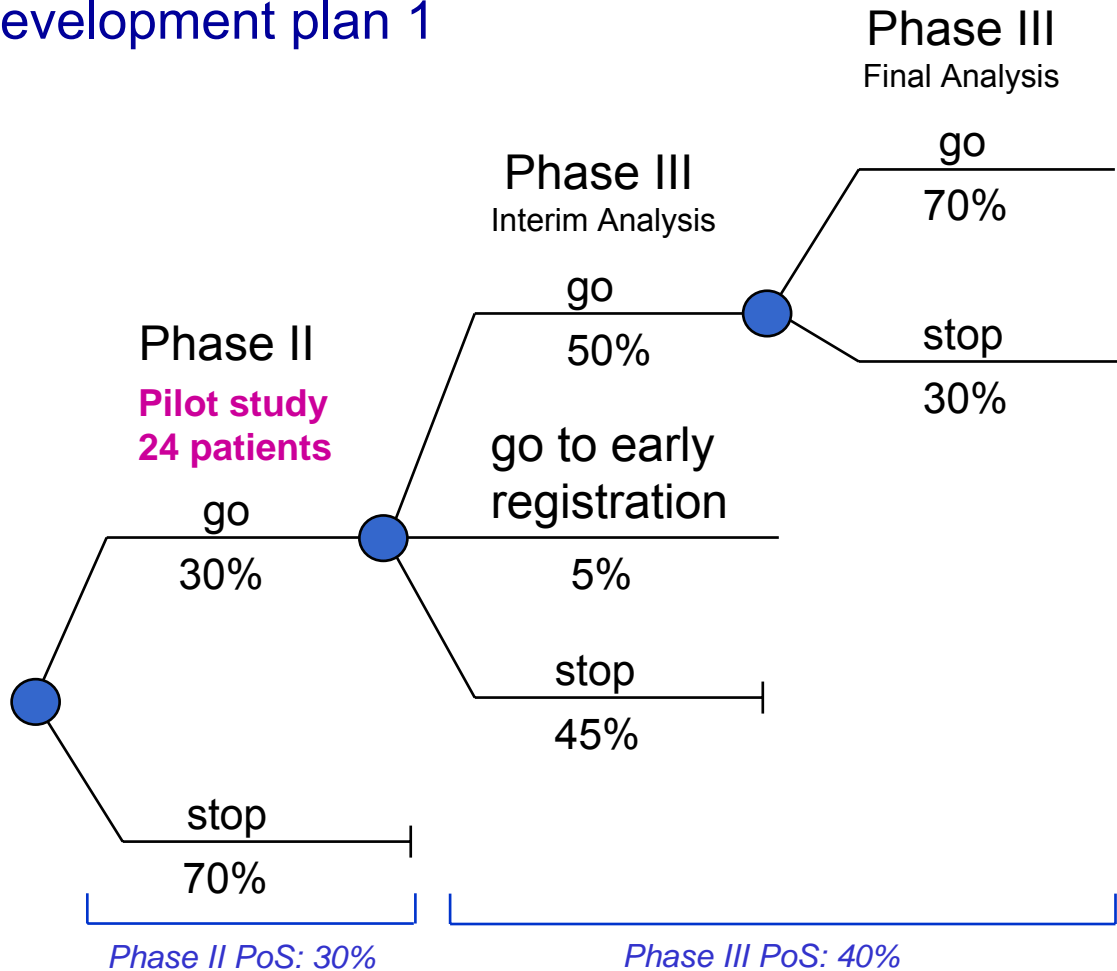 evelopment plan 1
Phase III
Final Analysis
go
70%
stop
30%
Phase III
Interim Analysis
go
50%
go to early
registration
5%
stop
45%
Phase II
Pilot study
24 patients
go
30%
stop
70%
Phase II PoS: 30%
Phase III PoS: 40%